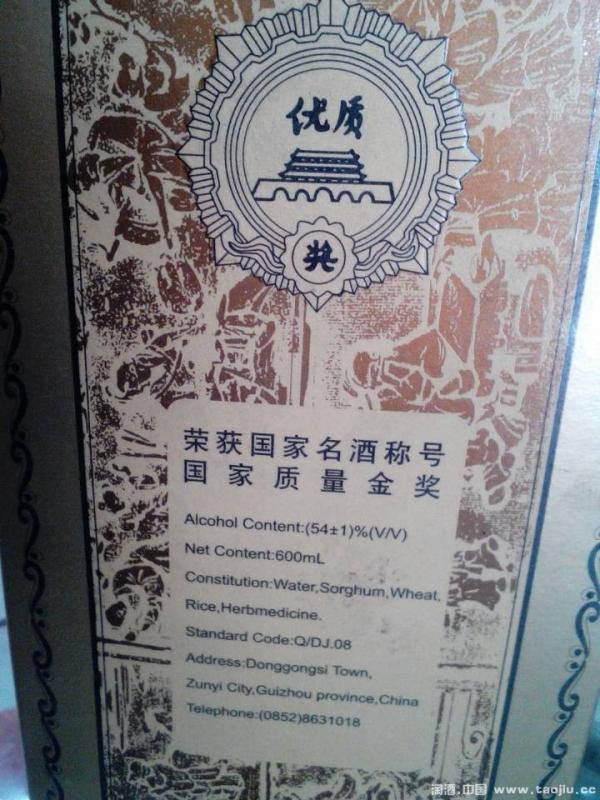 优质
奖
荣获国家名酒称号
国家质量金奖
Alcohol Content:(54±1)%(V/V)
Net Content:600mL
Constitution:Water,Sorghum,Wheat,
Rice,Herbmedicine.
Standard Code:Q/DJ.08
Address:Donggongsi Town,
Zunyi City,Guizhou province,China
Telephone:(0852)8631018
淘酒.中国 www.taojiu.cc